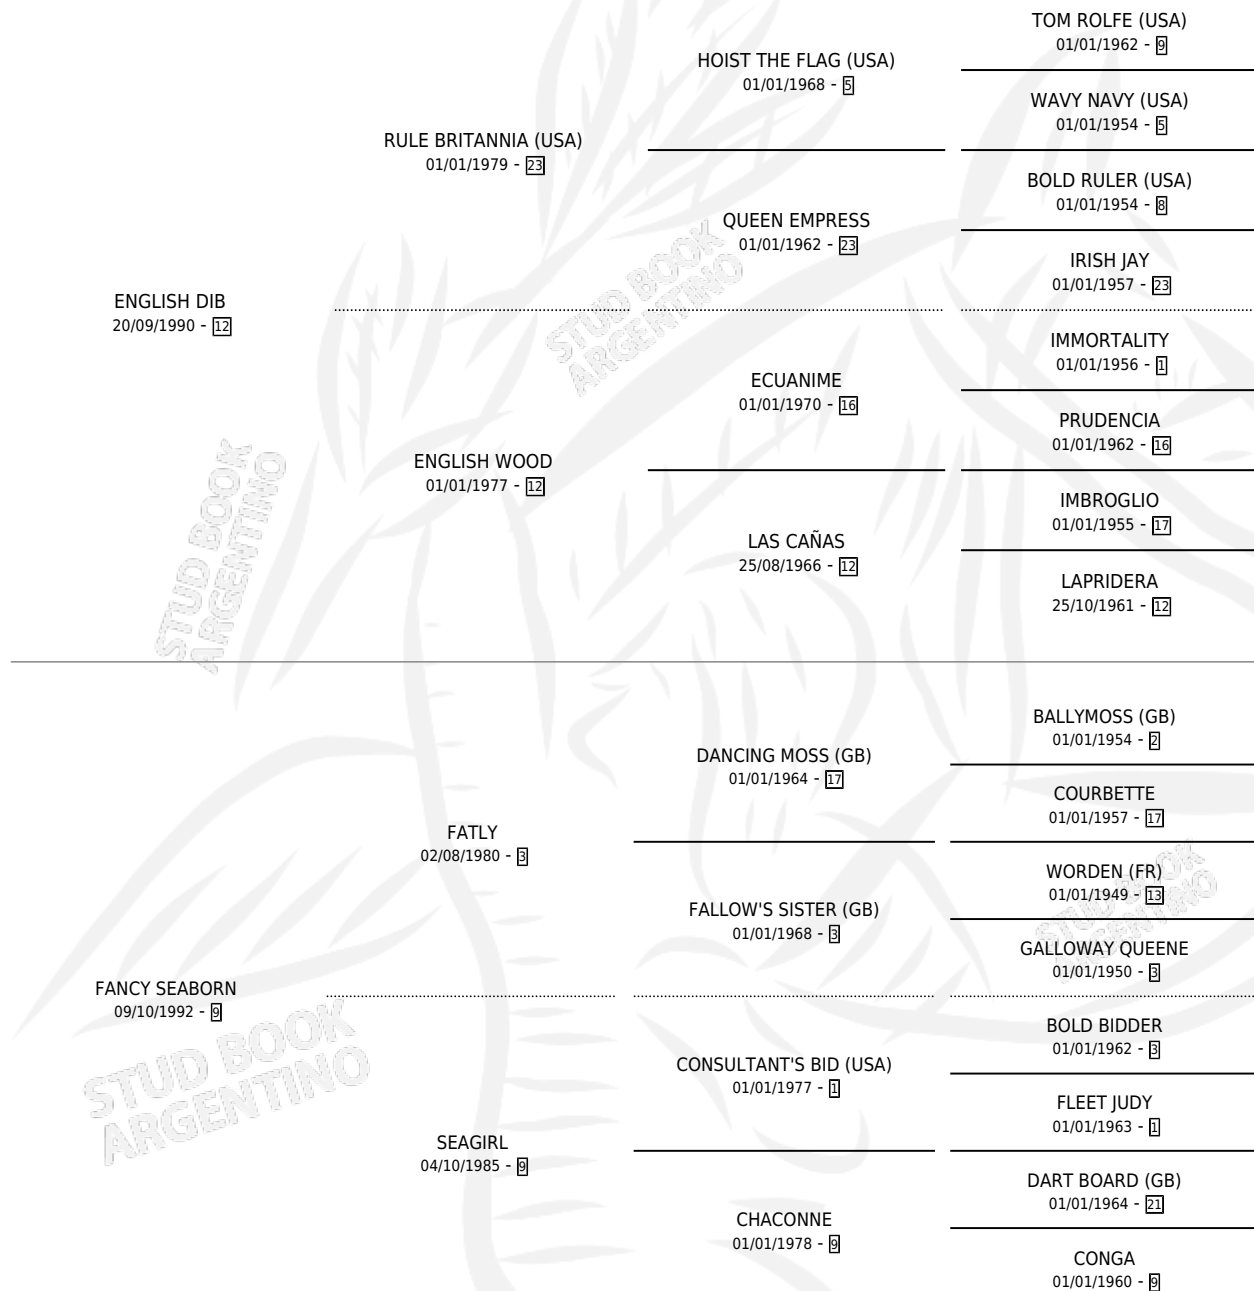 TOM ROLFE (USA)
01/01/1962 - 9
HOIST THE FLAG (USA)
01/01/1968 - 5
WAVY NAVY (USA)
01/01/1954 - 5
RULE BRITANNIA (USA)
01/01/1979 - 23
BOLD RULER (USA)
01/01/1954 - 8
QUEEN EMPRESS
01/01/1962 - 23
IRISH JAY
01/01/1957 - 23
ENGLISH DIB
20/09/1990 - 12
STUD BOOK
ARGENTINO
IMMORTALITY
01/01/1956 - 1
ECUANIME
01/01/1970 - 16
PRUDENCIA
01/01/1962 - 16
ENGLISH WOOD
01/01/1977 - 12
IMBROGLIO
01/01/1955 - 17
LAS CAÑAS
25/08/1966 - 12
LAPRIDERA
25/10/1961 - 12
STUD BOOK
ARGENTINO
BALLYMOSS (GB)
01/01/1954 - 2
DANCING MOSS (GB)
01/01/1964 - 17
COURBETTE
01/01/1957 - 17
FATLY
02/08/1980 - 3
WORDEN (FR)
01/01/1949 - 13
FALLOW'S SISTER (GB)
01/01/1968 - 3
STUD BOOK
ARGENTINO
GALLOWAY QUEENE
01/01/1950 - 3
FANCY SEABORN
09/10/1992 - 9
STUD BOOK
ARGENTINO
BOLD BIDDER
01/01/1962 - 3
CONSULTANT'S BID (USA)
01/01/1977 - 1
FLEET JUDY
01/01/1963 - 1
SEAGIRL
04/10/1985 - 9
DART BOARD (GB)
01/01/1964 - 21
CHACONNE
01/01/1978 - 9
CONGA
01/01/1960 - 9